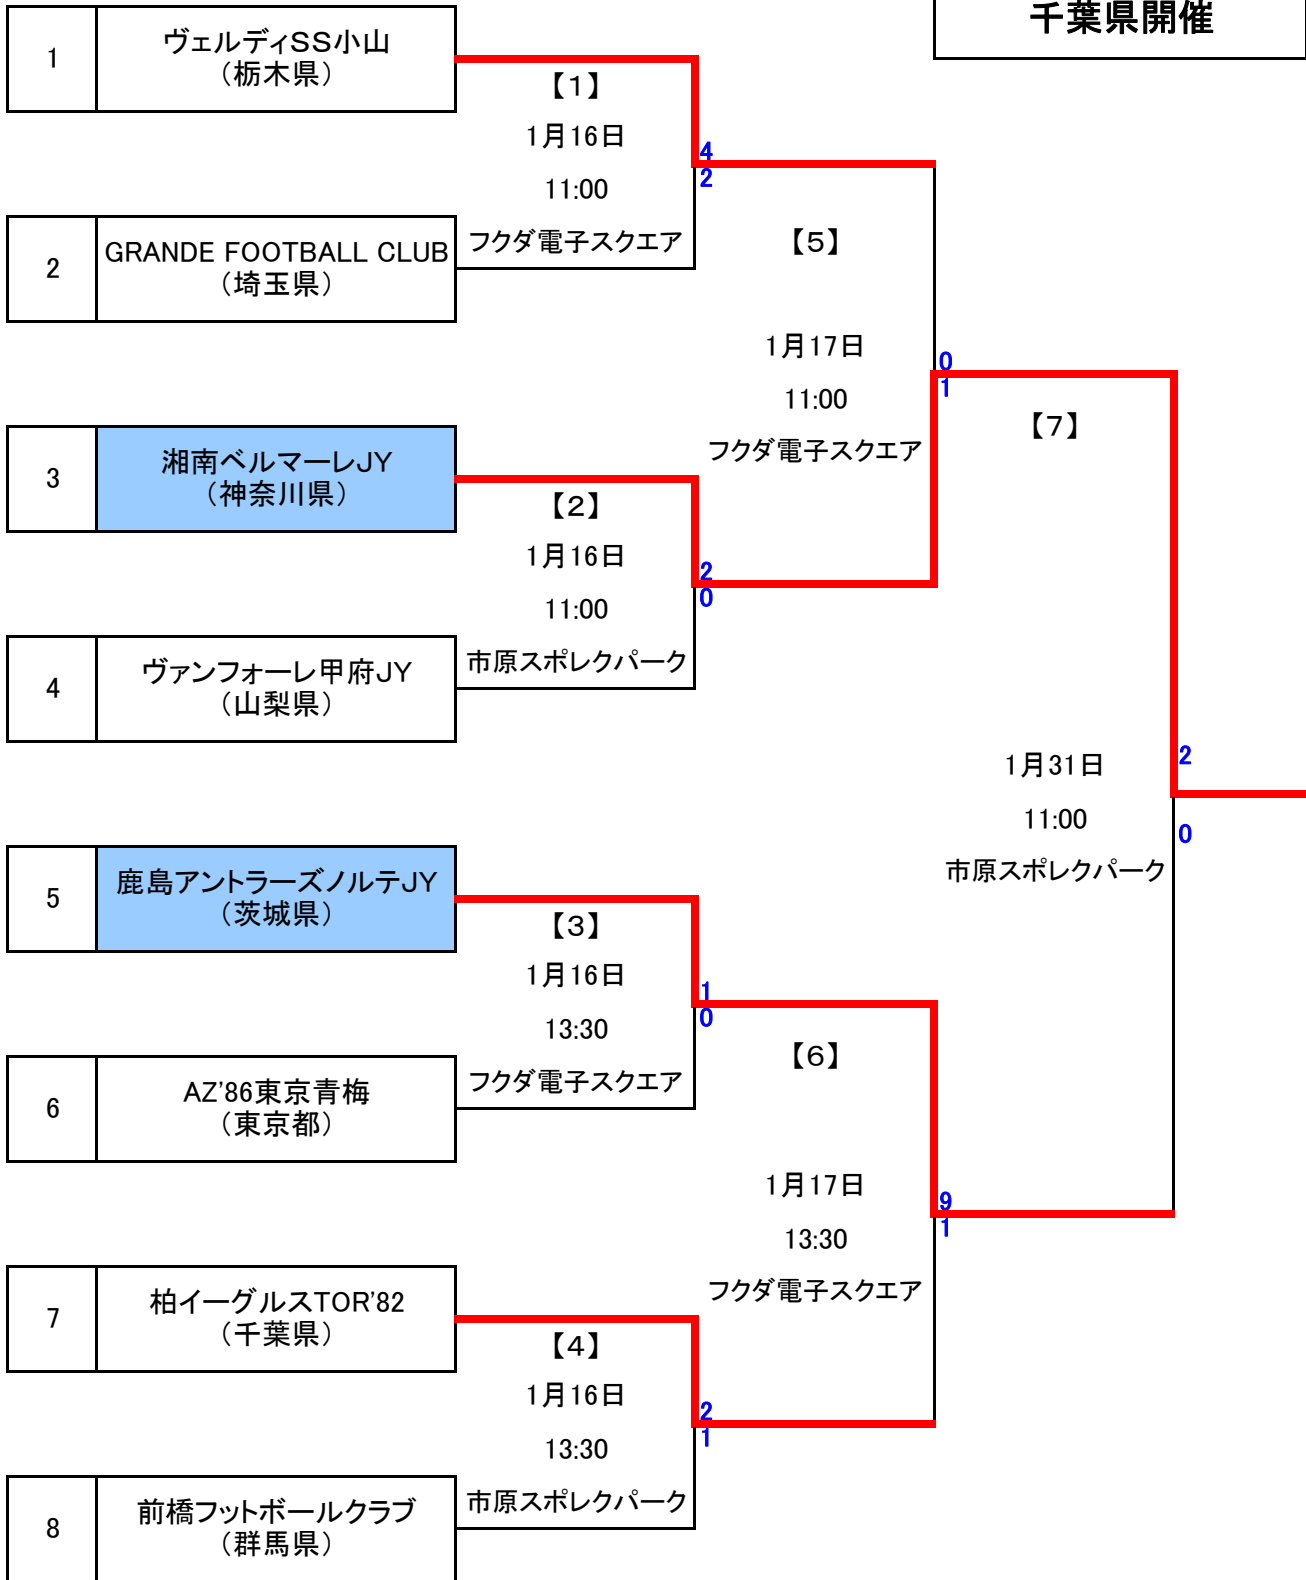 千葉県開催
1
ヴェルディSS小山
（栃木県）
【1】
1月16日
11:00
フクダ電子スクエア
4
2
2
GRANDE FOOTBALL CLUB
（埼玉県）
【5】
1月17日
11:00
フクダ電子スクエア
0
1
3
湘南ベルマーレJY
（神奈川県）
【2】
1月16日
11:00
市原スポレクパーク
2
0
4
ヴァンフォーレ甲府JY
（山梨県）
【7】
1月31日
11:00
市原スポレクパーク
2
0
5
鹿島アントラーズノルテJY
（茨城県）
【3】
1月16日
13:30
フクダ電子スクエア
1
0
6
AZ'86東京青梅
（東京都）
【6】
1月17日
13:30
フクダ電子スクエア
9
1
7
柏イーグルスTOR'82
（千葉県）
【4】
1月16日
13:30
市原スポレクパーク
2
1
8
前橋フットボールクラブ
（群馬県）